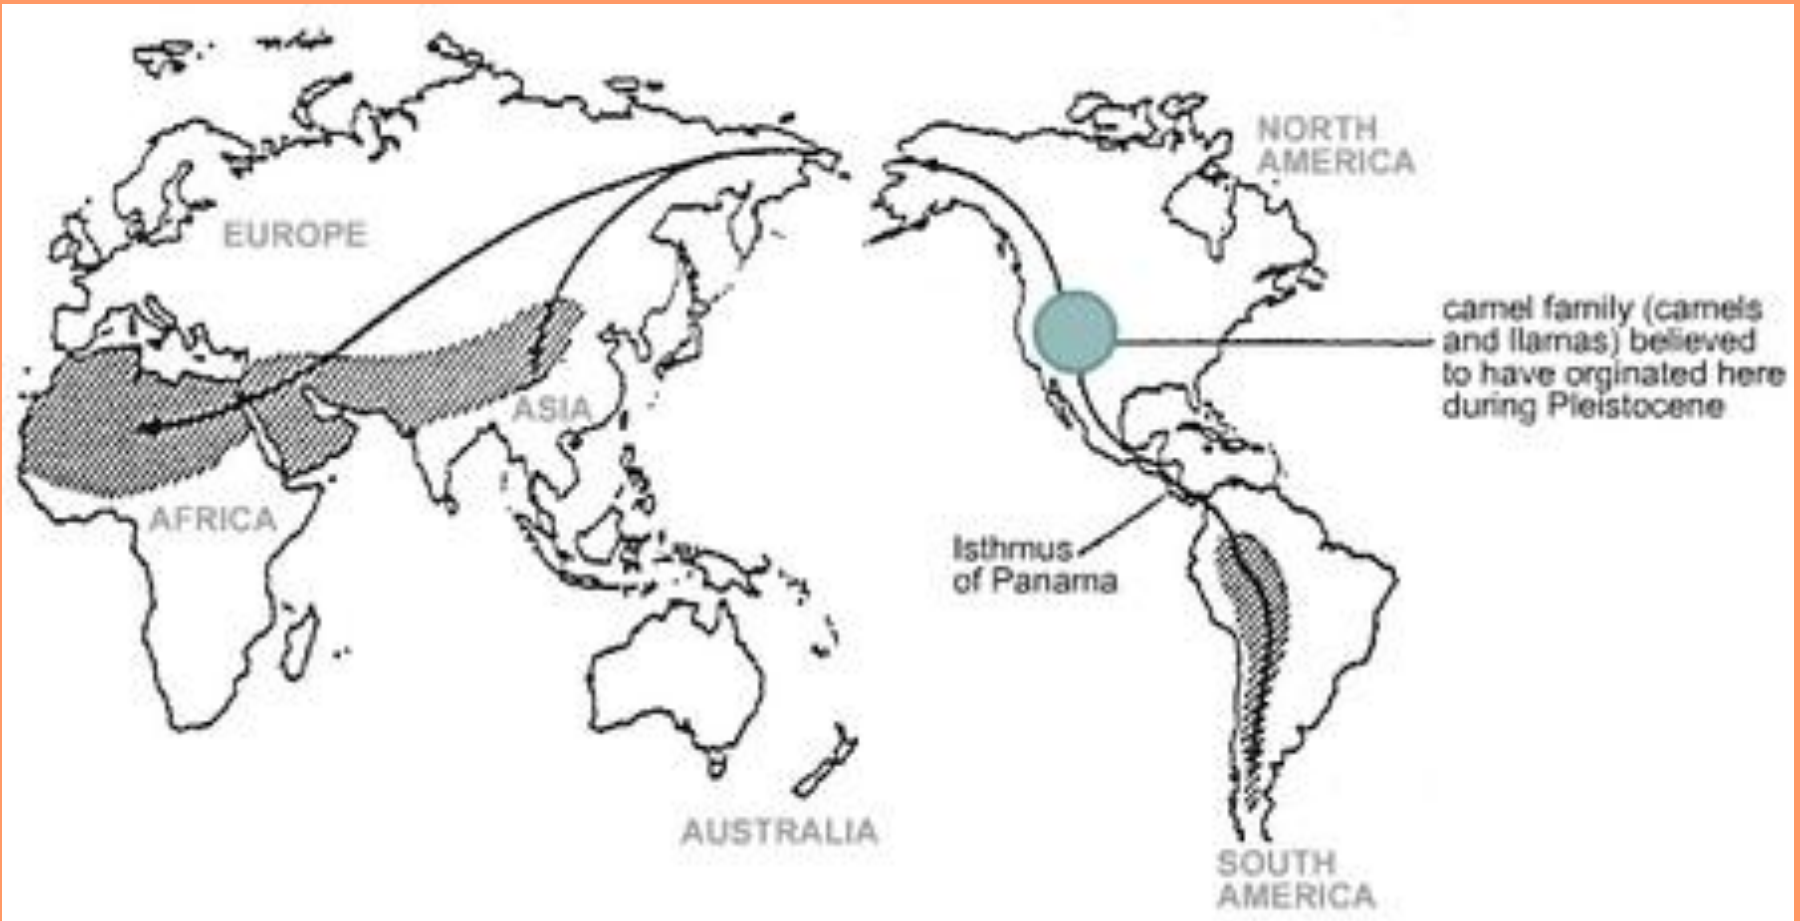 NORTH
AMERICA
EUROPE
camel family (camels
and llamas) believed
to have orginated here
during Pleistocene
ASIA
AFRICA
Isthmus
of Panama
AUSTRALIA
SOUTH
AMERICA